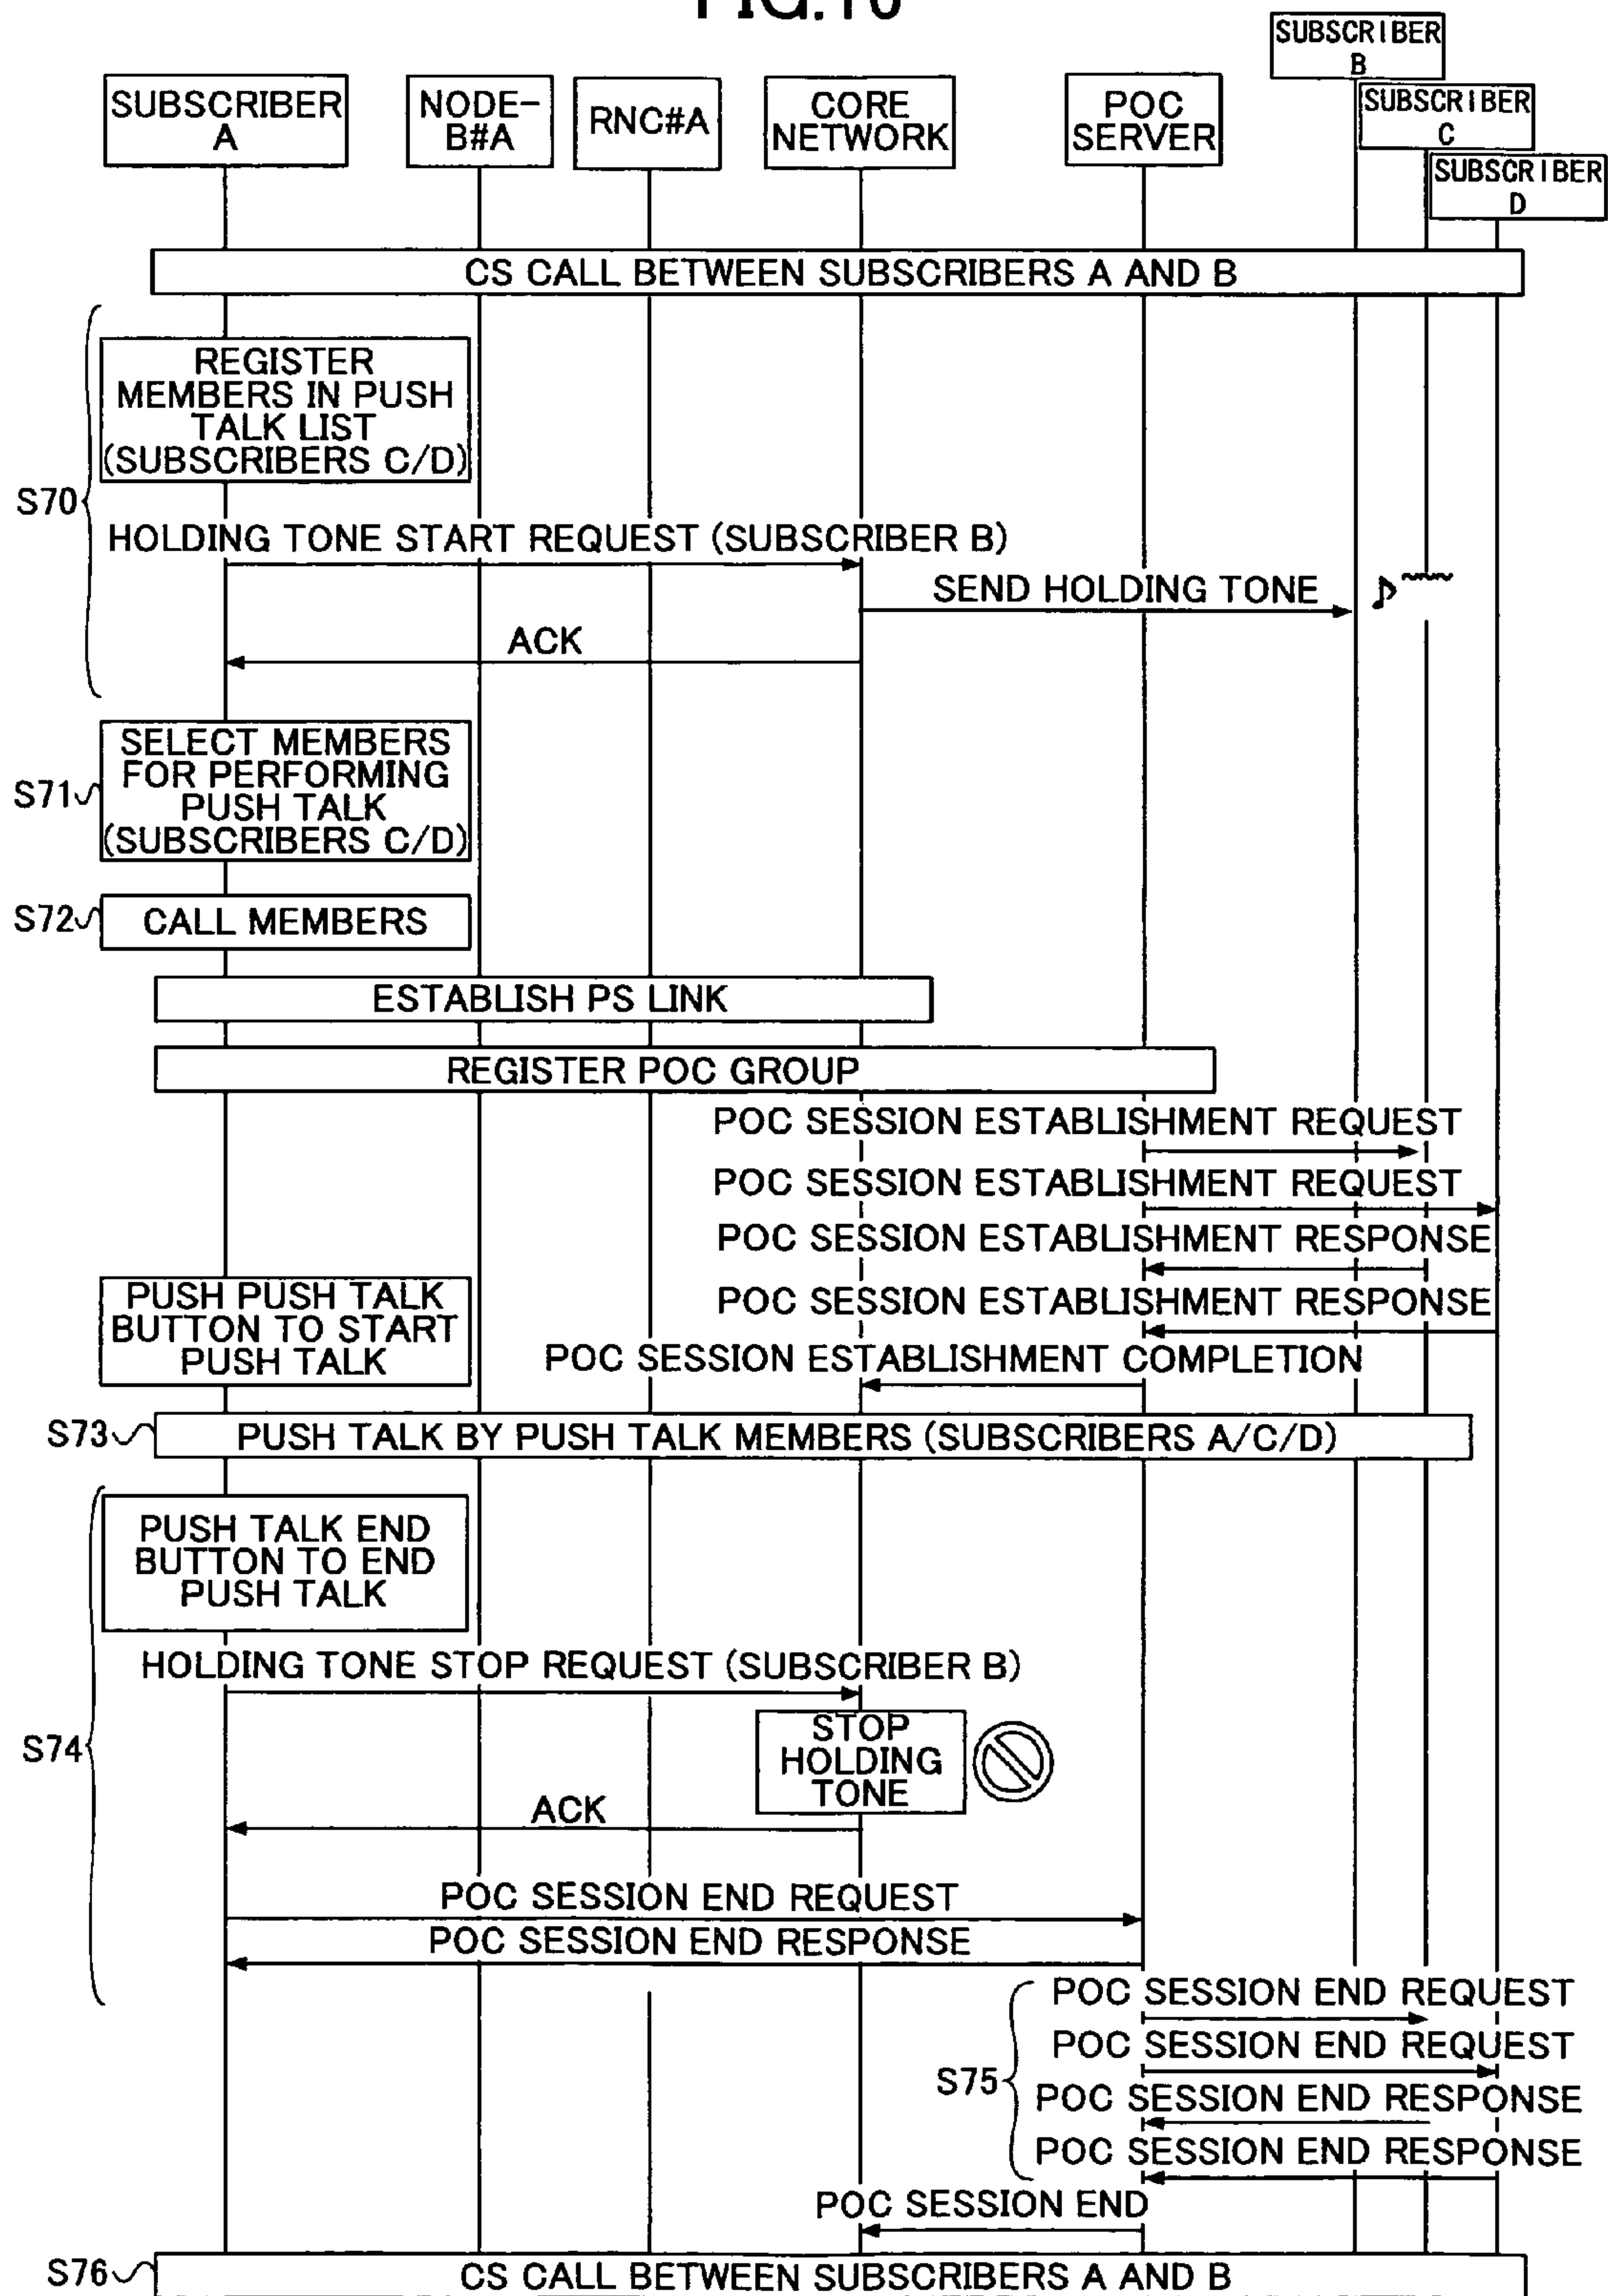 SUBSCRIBER
B
SUBSCRIBER
A
NODE-
B#A
RNC#A
CORE
NETWORK
POC
SERVER
SUBSCRIBER
C
SUBSCRIBER
D
CS CALL BETWEEN SUBSCRIBERS A AND B
REGISTER
MEMBERS IN PUSH
TALK LIST
(SUBSCRIBERS C/D)
S70
HOLDING TONE START REQUEST (SUBSCRIBER B)
SEND HOLDING TONE
ACK
SELECT MEMBERS
FOR PERFORMING
PUSH TALK
(SUBSCRIBERS C/D)
S71
S72
CALL MEMBERS
ESTABLISH PS LINK
REGISTER POC GROUP
POC SESSION ESTABLISHMENT REQUEST
POC SESSION ESTABLISHMENT REQUEST
POC SESSION ESTABLISHMENT RESPONSE
PUSH PUSH TALK
BUTTON TO START
PUSH TALK
POC SESSION ESTABLISHMENT RESPONSE
POC SESSION ESTABLISHMENT COMPLETION
S73
PUSH TALK BY PUSH TALK MEMBERS (SUBSCRIBERS A/C/D)
PUSH TALK END
BUTTON TO END
PUSH TALK
HOLDING TONE STOP REQUEST (SUBSCRIBER B)
S74
STOP
HOLDING
TONE
ACK
POC SESSION END REQUEST
POC SESSION END RESPONSE
POC SESSION END REQUEST
POC SESSION END REQUEST
S75
POC SESSION END RESPONSE
POC SESSION END RESPONSE
POC SESSION END
S76
CS CALL BETWEEN SUBSCRIBERS A AND B